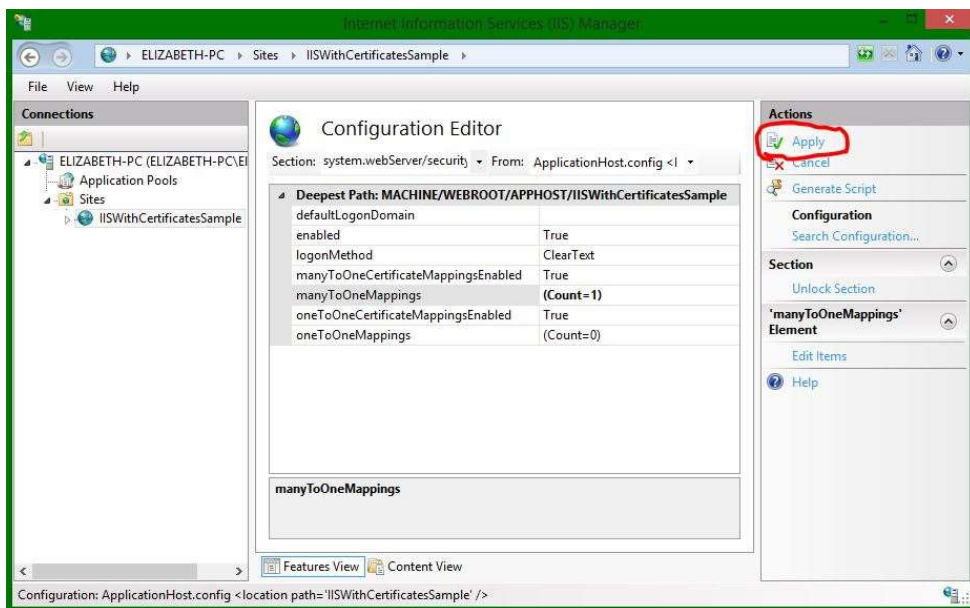 Internet Information Services (IIS) Manager
ELIZABETH-PC Sites IISWithCertificatesSample
File View Help
Connections
ELIZABETH-PC (ELIZABETH-PC\El
Application Pools
Sites
IISWithCertificatesSample
Configuration Editor
Section: system.webServer/security From: ApplicationHost.config <l
Deepest Path: MACHINE/WEBROOT/APPHOST/IISWithCertificatesSample
defaultLogonDomain
enabled True
logonMethod ClearText
manyToOneCertificateMappingsEnabled True
manyToOneMappings (Count=1)
oneToOneCertificateMappingsEnabled True
oneToOneMappings (Count=0)
manyToOneMappings
Features View Content View
Actions
Apply
Cancel
Generate Script
Configuration
Search Configuration...
Section
Unlock Section
'manyToOneMappings'
Element
Edit Items
Help
Configuration: ApplicationHost.config <location path='IISWithCertificatesSample' />